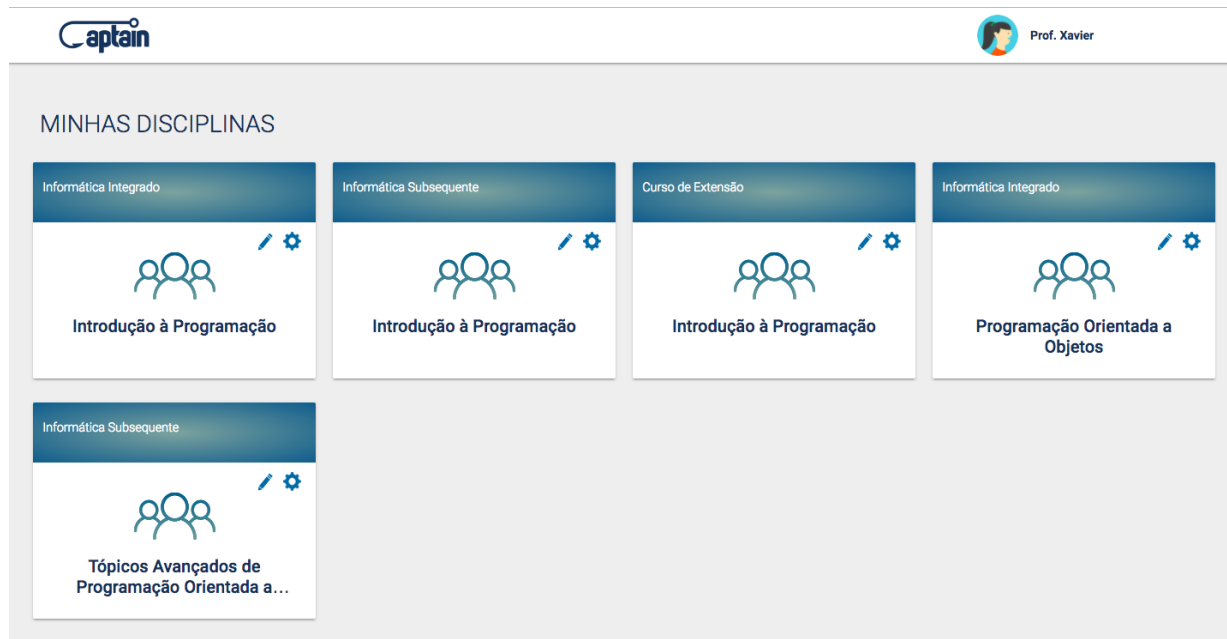 Captain
Prof. Xavier
MINHAS DISCIPLINAS
Informática Integrado
Introdução à Programação
Informática Subsequente
Introdução à Programação
Curso de Extensão
Introdução à Programação
Informática Integrado
Programação Orientada a
Objetos
Informática Subsequente
Tópicos Avançados de
Programação Orientada a...